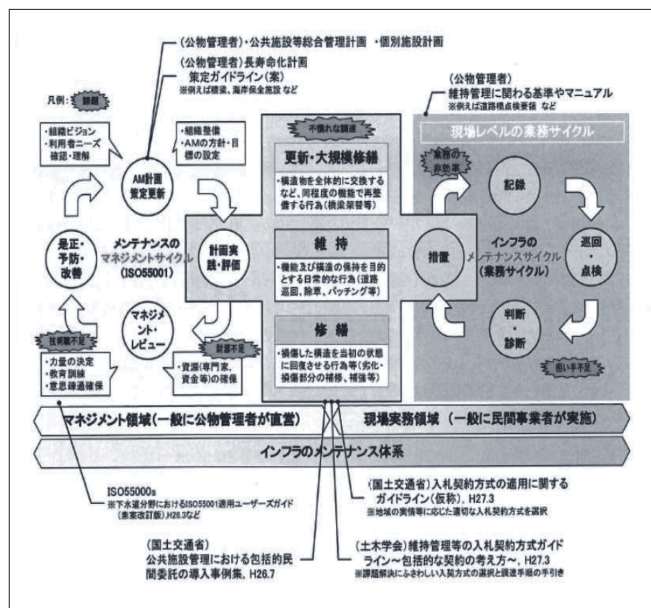 (公物管理者)・公共施設等総合管理計画 ・個別施設計画
(公物管理者)長寿命化計画
策定ガイドライン(案)
※例えば橋梁、海岸保全施設 など
凡例: 課題
(公物管理者)
維持管理に関わる基準やマニュアル
※例えば道路橋点検要領 など
・組織ビジョン
・利用者ニーズ
確認・理解
・組織整備
・AMの方針・目
標の設定
AM計画
策定更新
是正・
予防・
改善
メンテナンスの
マネジメントサイクル
(ISO55001)
計画実
践・評価
マネジ
メント・
レビュー
技術職不足
・力量の決定
・教育訓練
・意思疎通確保
財源不足
・資源(専門家、
資金等)の確保
不慣れな調達
更新・大規模修繕
・構造物を全体的に交換する
など、同程度の機能で再整
備する行為(橋梁架替等)
維持
・機能及び構造の保持を目的
とする日常的な行為(道路
巡回、除草、パッチング等)
修繕
・損傷した構造を当初の状態
に回復させる行為等(劣化・
損傷部分の補修、補強等)
現場レベルの業務サイクル
業務の
非効率
記録
措置
インフラの
メンテナンスサイクル
(業務サイクル)
巡回
・
点検
判断
・
診断
担い手不足
マネジメント領域(一般に公物管理者が直営)
現場実務領域 (一般に民間事業者が実施)
インフラのメンテナンス体系
ISO55000s
※下水道分野におけるISO55001適用ユーザーズガイド
(素案改訂版),H26.3など
(国土交通省)入札契約方式の適用に関する
ガイドライン(仮称), H27.3
※地域の実情等に応じた適切な入札契約方式を選択
(国土交通省)
公共施設管理における包括的民
間委託の導入事例集, H26.7
(土木学会)維持管理等の入札契約方式ガイド
ライン~包括的な契約の考え方~, H27.3
※課題解決にふさわしい入契方式の選択と調達手順の手引き